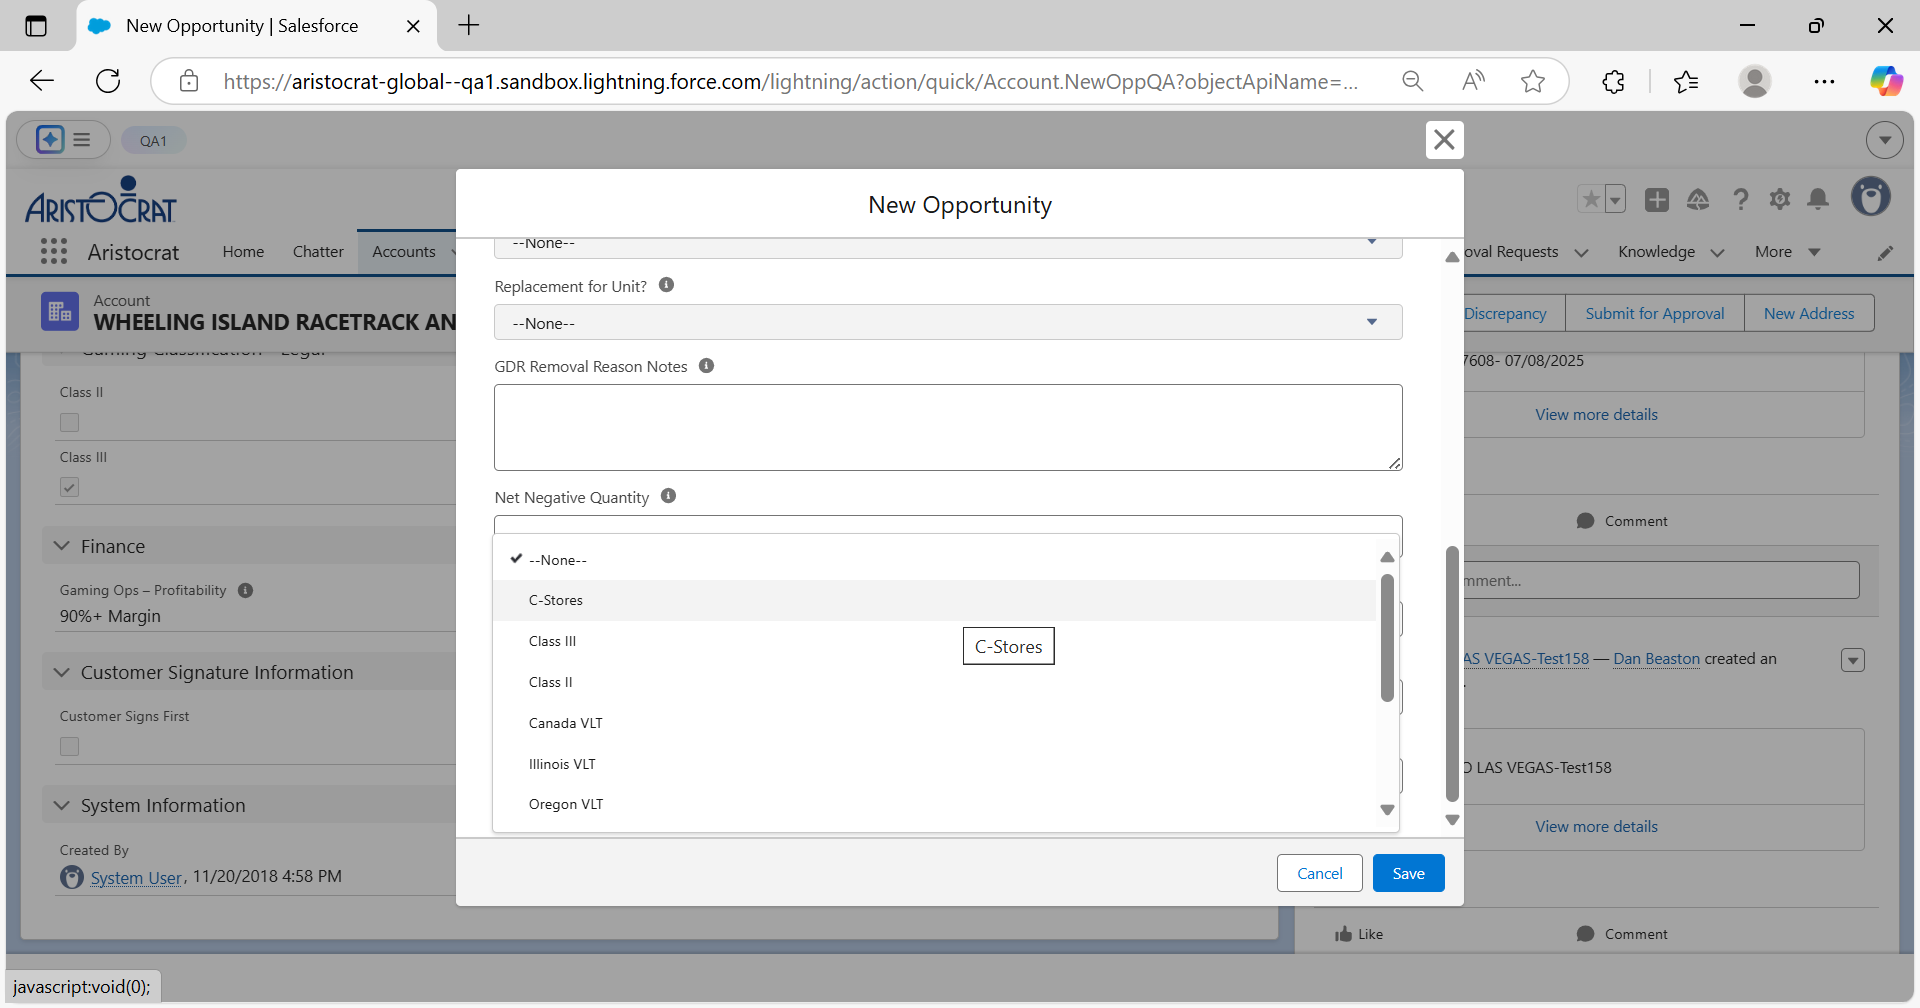 New Opportunity | Salesforce
https://aristocrat-global--qa1.sandbox.lightning.force.com/lightning/action/quick/Account.NewOppQA?objectApiName=...
QA1
ARISTOCRAT
Aristocrat
Home
Chatter
Accounts
oval Requests
Knowledge
More
Account
WHEELING ISLAND RACETRACK AN
Discrepancy
Submit for Approval
New Address
Gaming Classification – Legal
Class II
Class III
Finance
Gaming Ops – Profitability
90%+ Margin
Customer Signature Information
Customer Signs First
System Information
Created By
System User, 11/20/2018 4:58 PM
New Opportunity
--None--
Replacement for Unit?
--None--
GDR Removal Reason Notes
Net Negative Quantity
--None--
C-Stores
Class III
C-Stores
Class II
Canada VLT
Illinois VLT
Oregon VLT
Cancel
Save
7608- 07/08/2025
View more details
Comment
mment...
AS VEGAS-Test158 — Dan Beaston created an
O LAS VEGAS-Test158
View more details
Like
Comment
javascript:void(0);